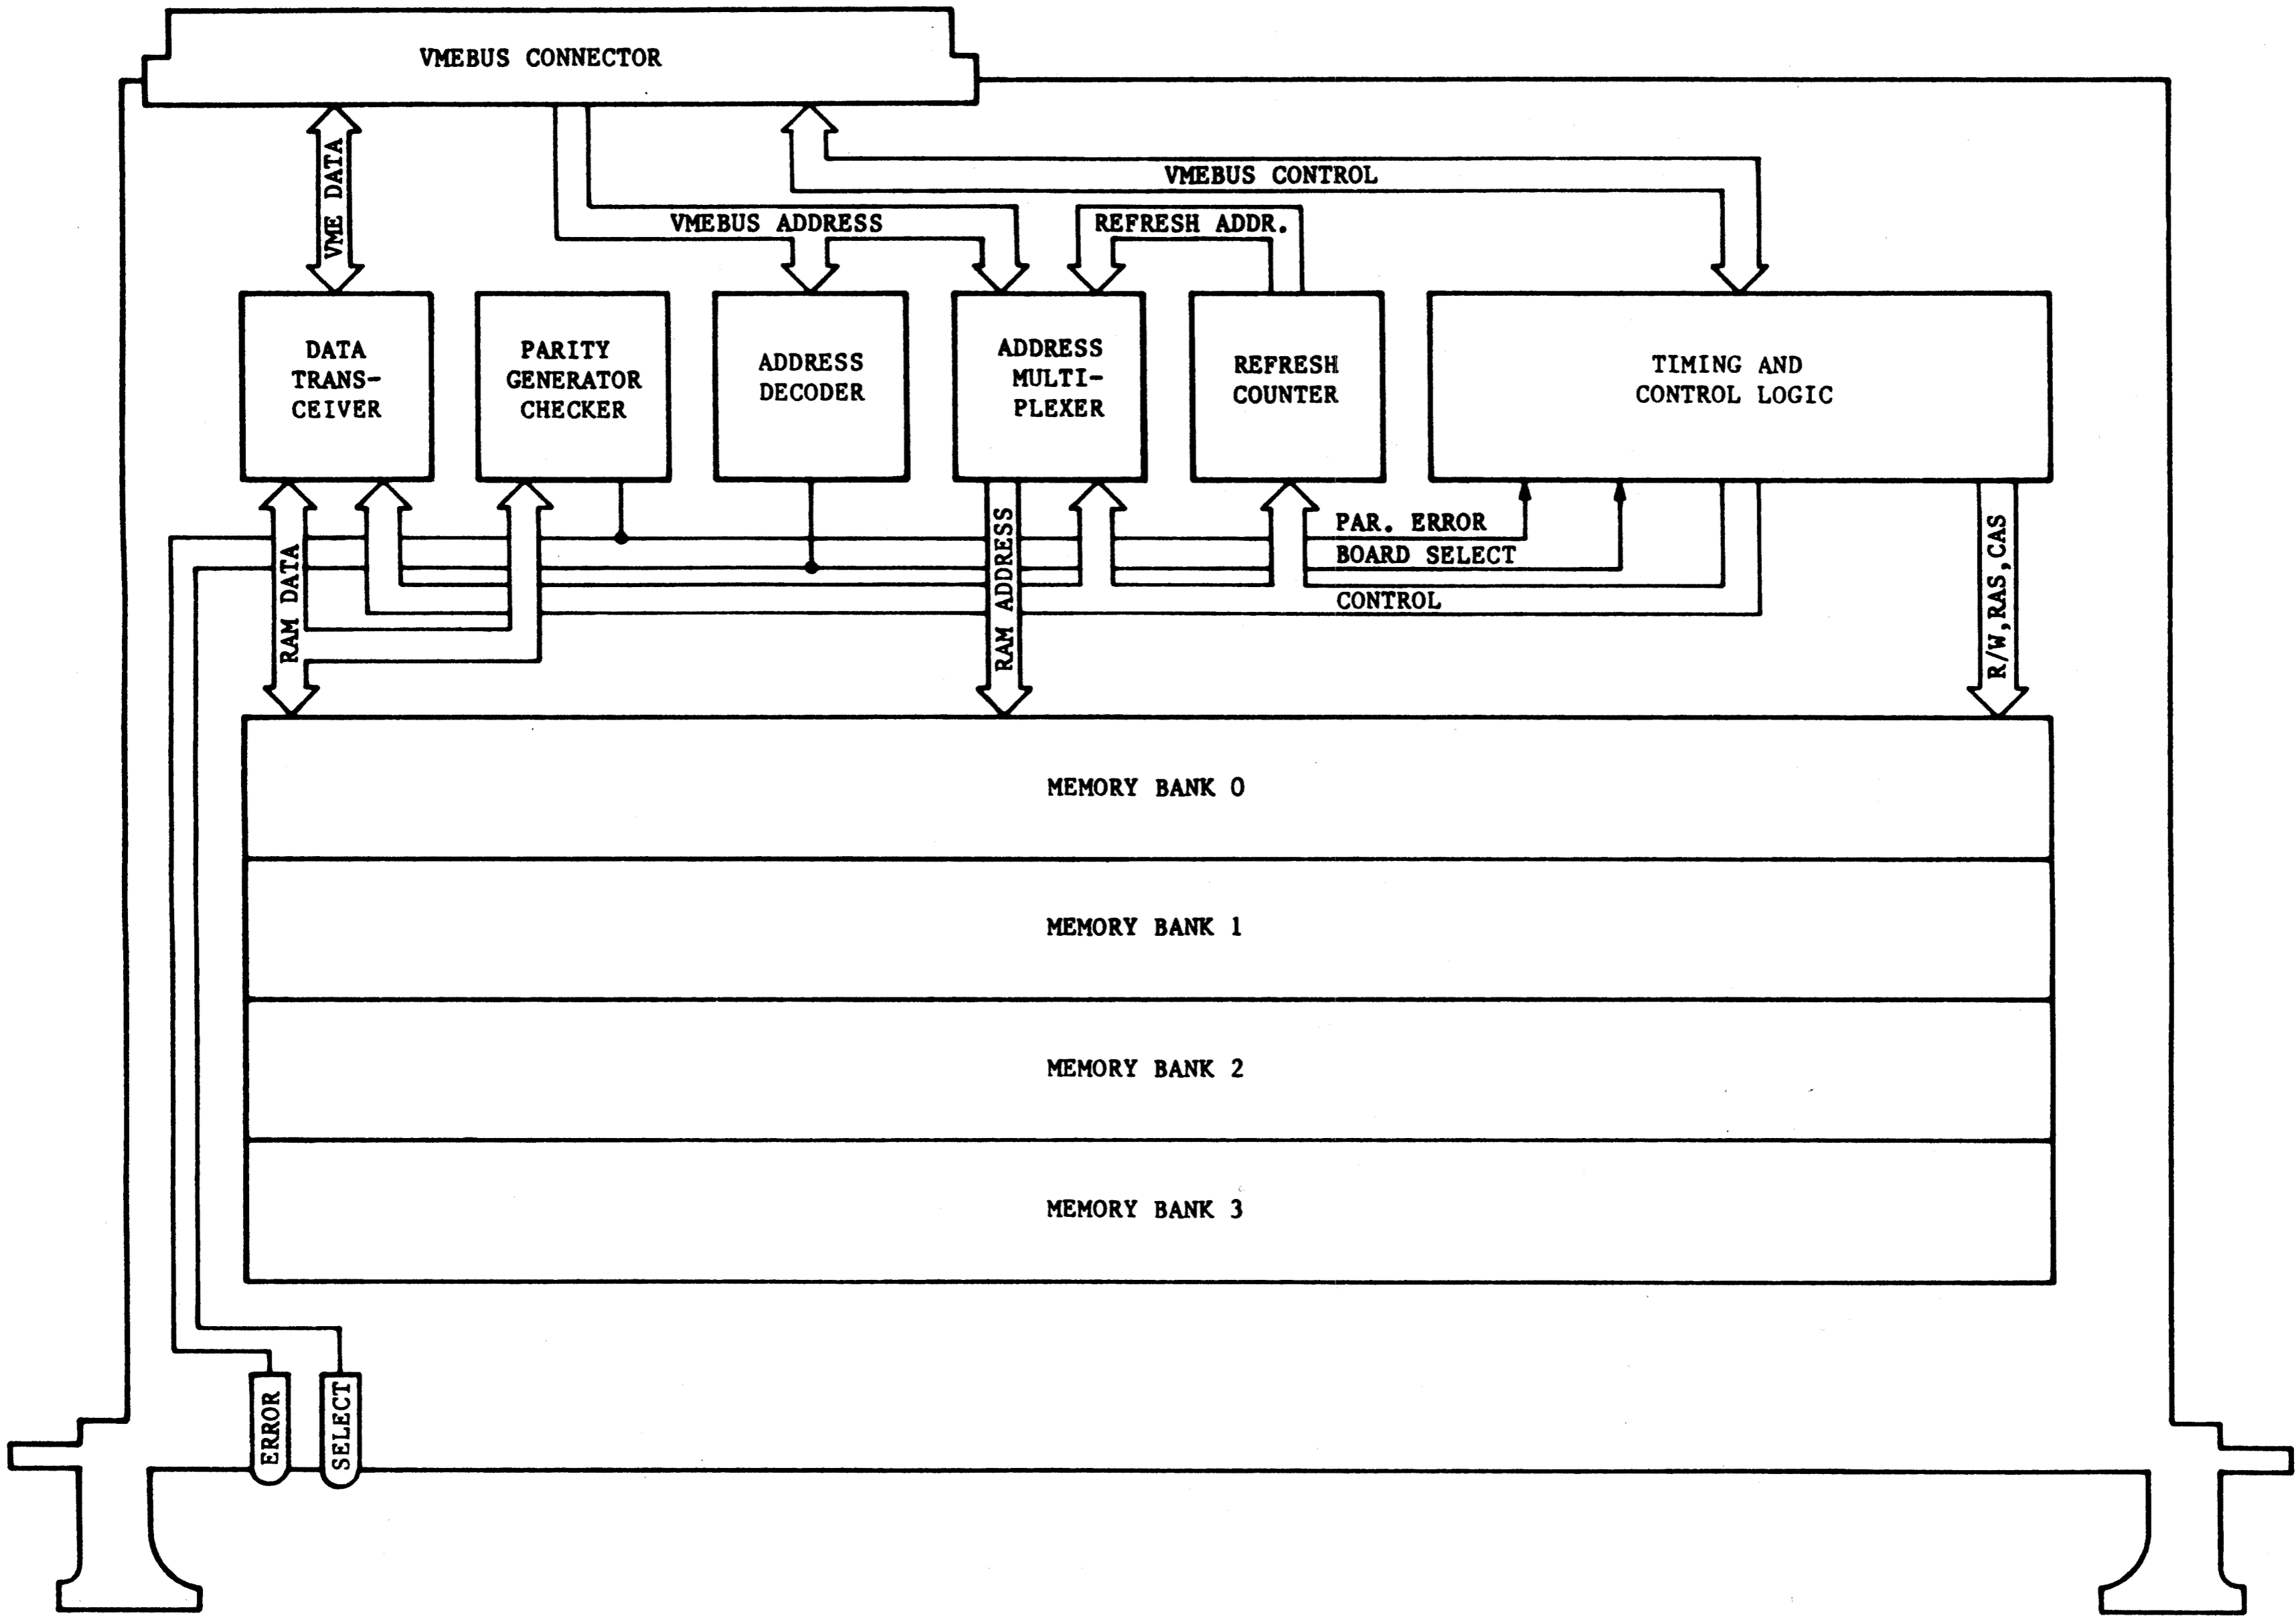 VMEBUS CONNECTOR
VME DATA
VMEBUS CONTROL
VMEBUS ADDRESS
REFRESH ADDR.
DATA
TRANS-
CEIVER
PARITY
GENERATOR
CHECKER
ADDRESS
DECODER
ADDRESS
MULTI-
PLEXER
REFRESH
COUNTER
TIMING AND
CONTROL LOGIC
RAM DATA
RAM ADDRESS
PAR. ERROR
BOARD SELECT
CONTROL
R/W,RAS,CAS
MEMORY BANK 0
MEMORY BANK 1
MEMORY BANK 2
MEMORY BANK 3
ERROR
SELECT